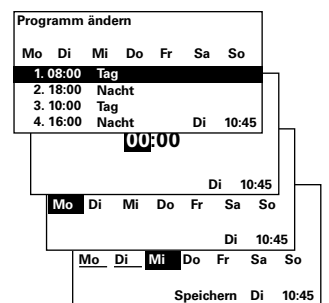 Programm ändern
Mo Di Mi Do Fr Sa So
1. 08:00 Tag
2. 18:00 Nacht
3. 10:00 Tag
4. 16:00 Nacht Di 10:45
00:00
Di 10:45
Mo Di Mi Do Fr Sa So
Di 10:45
Mo Di Mi Do Fr Sa So
Speichern Di 10:45